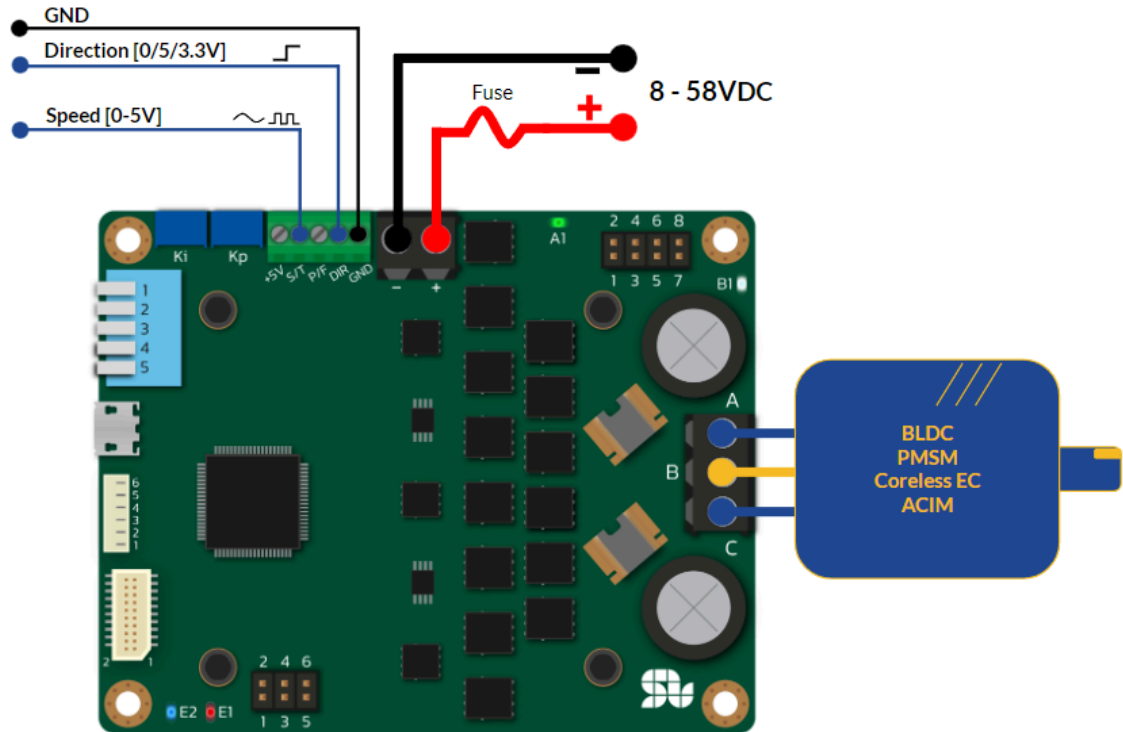 GND
Direction [0/5/3.3V]
Speed [0-5V]
Fuse
-
+
8 - 58VDC
Ki
Kp
+5V
S/T
P/F
DIR
GND
- +
A1
2 4 6 8
1 3 5 7
B1
1
2
3
4
5
A
B
C
BLDC
PMSM
Coreless EC
ACIM
6
5
4
3
2
1
2 1
2 4 6
1 3 5
E2 E1